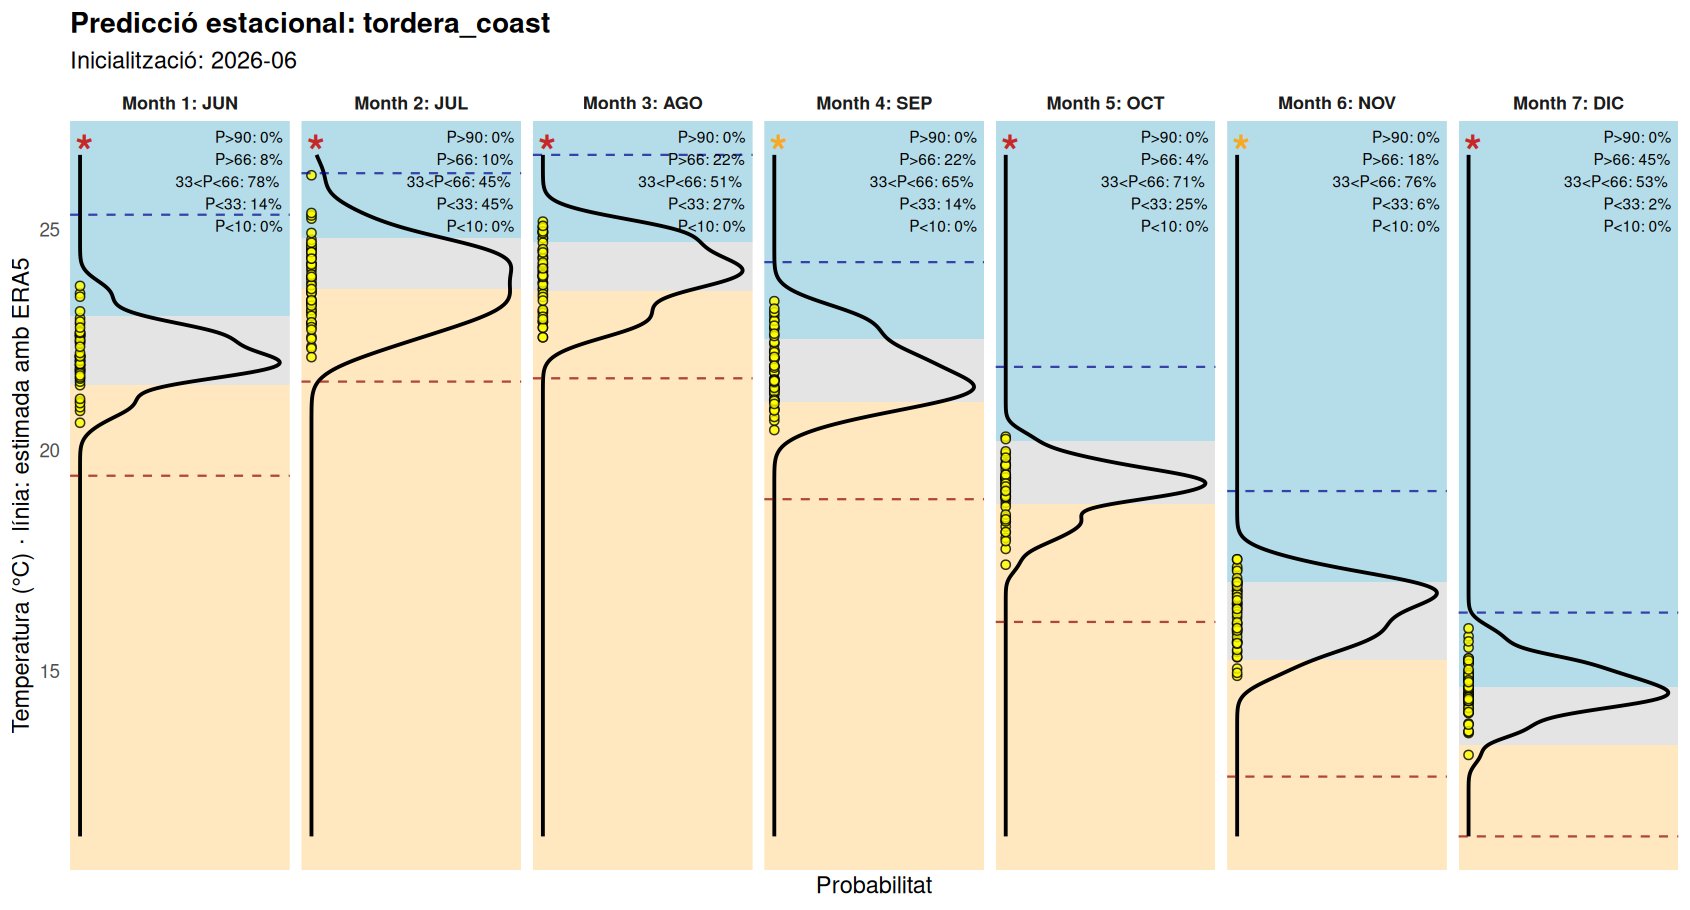 Predicció estacional: tordera_coast
Inicialització: 2026-06
Month 1: JUN
Month 2: JUL
Month 3: AGO
Month 4: SEP
Month 5: OCT
Month 6: NOV
Month 7: DIC
*
P>90: 0%
P>66: 8%
33<P<66: 78%
P<33: 14%
P<10: 0%
*
P>90: 0%
P>66: 10%
33<P<66: 45%
P<33: 45%
P<10: 0%
*
P>90: 0%
P>66: 22%
33<P<66: 51%
P<33: 27%
P<10: 0%
*
P>90: 0%
P>66: 22%
33<P<66: 65%
P<33: 14%
P<10: 0%
*
P>90: 0%
P>66: 4%
33<P<66: 71%
P<33: 25%
P<10: 0%
*
P>90: 0%
P>66: 18%
33<P<66: 76%
P<33: 6%
P<10: 0%
*
P>90: 0%
P>66: 45%
33<P<66: 53%
P<33: 2%
P<10: 0%
25
20
15
Temperatura (°C) · línia: estimada amb ERA5
Probabilitat